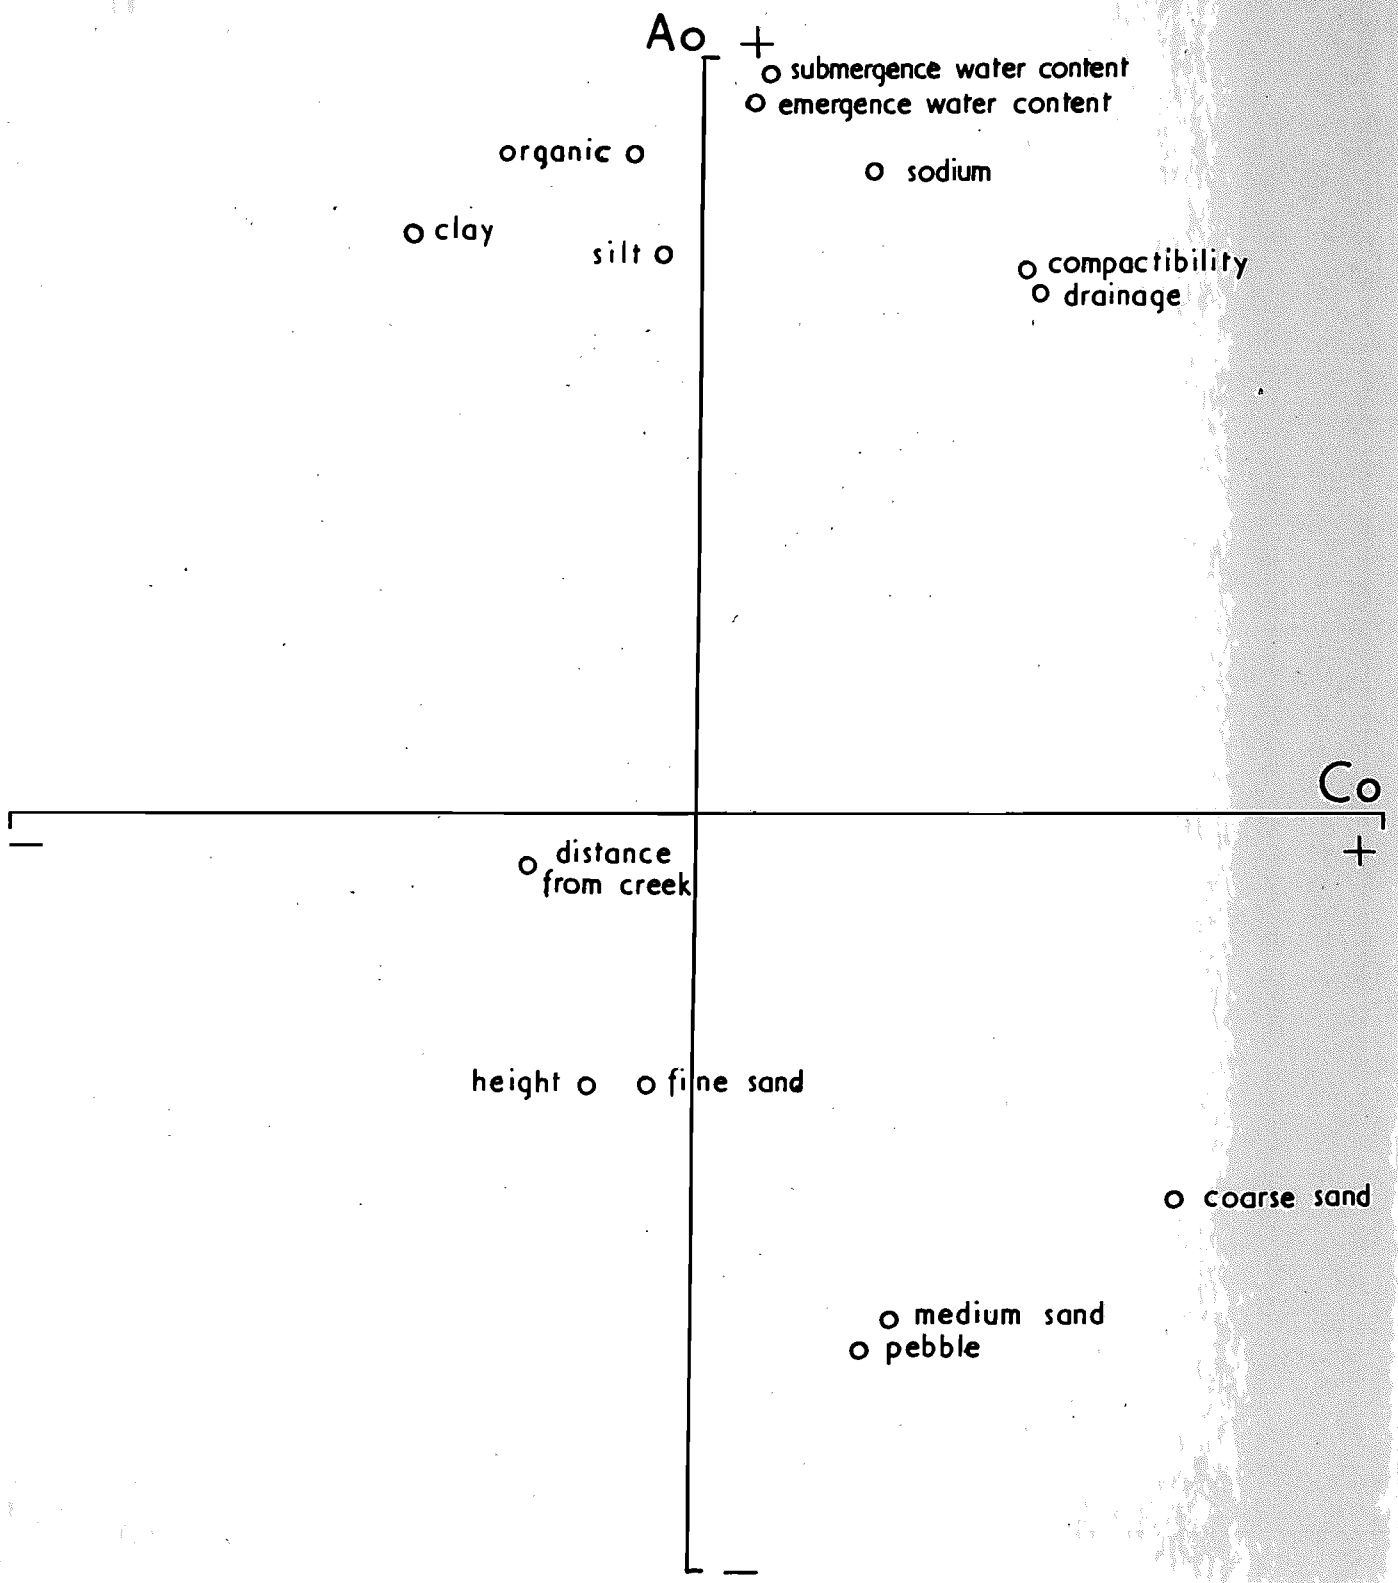 Ao +
submergence water content
emergence water content
organic
sodium
clay
silt
compactibility
drainage
Co
—
+
distance
from creek
height
fine sand
coarse sand
medium sand
pebble
—